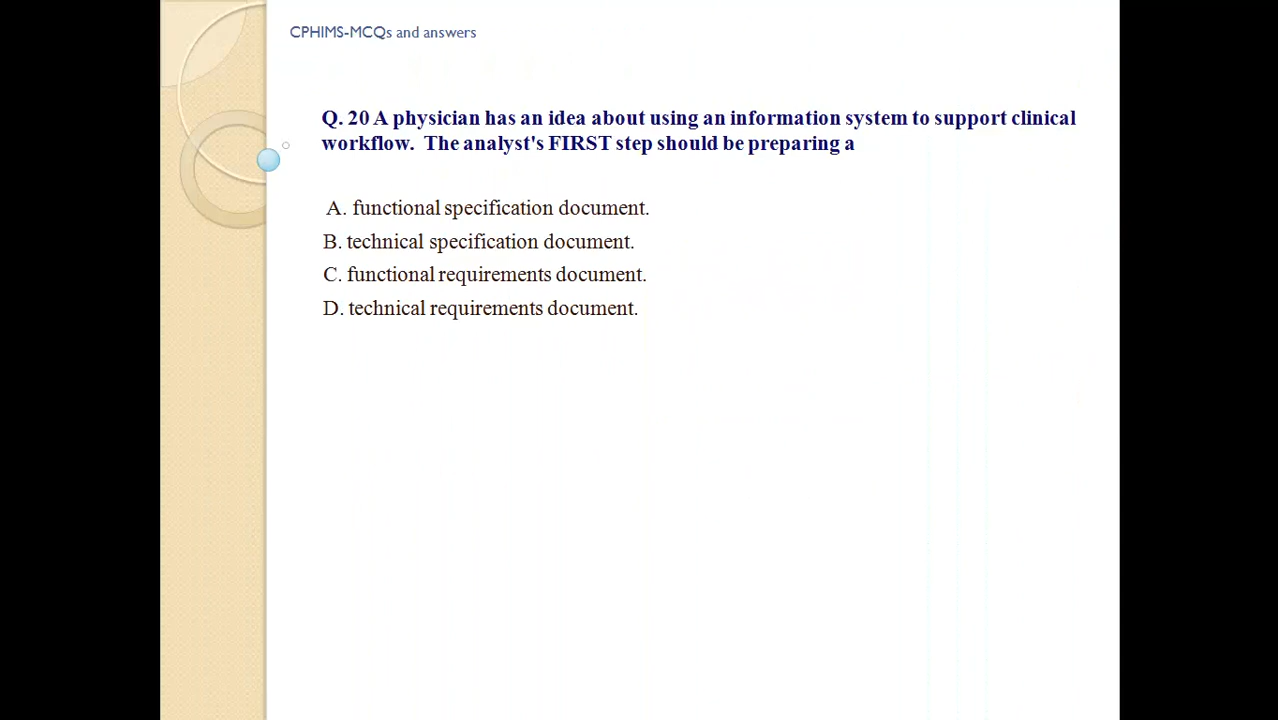 CPHIMS-MCQs and answers
Q. 20 A physician has an idea about using an information system to support clinical
workflow.  The analyst's FIRST step should be preparing a
A. functional specification document.
B. technical specification document.
C. functional requirements document.
D. technical requirements document.